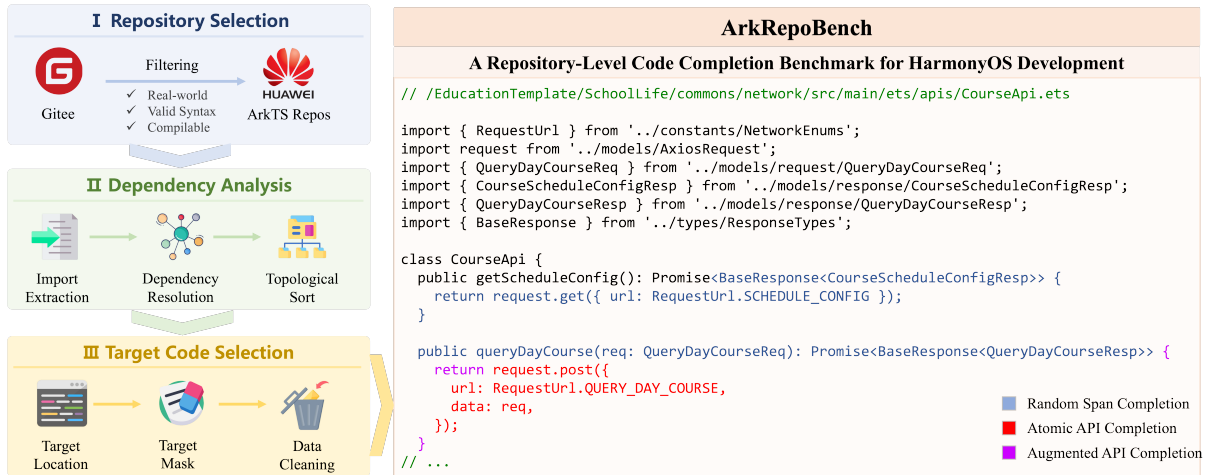 Ⅰ Repository Selection
Gitee
Filtering
✓ Real-world
✓ Valid Syntax
✓ Compilable
HUAWEI
ArkTS Repos
Ⅱ Dependency Analysis
Import
Extraction
Dependency
Resolution
Topological
Sort
Ⅲ Target Code Selection
Target
Location
Target
Mask
Data
Cleaning
ArkRepoBench
A Repository-Level Code Completion Benchmark for HarmonyOS Development
// /EducationTemplate/SchoolLife/commons/network/src/main/ets/apis/CourseApi.ets
import { RequestUrl } from '../constants/NetworkEnums';
import request from '../models/AxiosRequest';
import { QueryDayCourseReq } from '../models/request/QueryDayCourseReq';
import { CourseScheduleConfigResp } from '../models/response/CourseScheduleConfigResp';
import { QueryDayCourseResp } from '../models/response/QueryDayCourseResp';
import { BaseResponse } from '../types/ResponseTypes';
class CourseApi {
  public getScheduleConfig(): Promise<BaseResponse<CourseScheduleConfigResp>> {
    return request.get({ url: RequestUrl.SCHEDULE_CONFIG });
  }
  public queryDayCourse(req: QueryDayCourseReq): Promise<BaseResponse<QueryDayCourseResp>> {
    return request.post({
      url: RequestUrl.QUERY_DAY_COURSE,
      data: req,
    });
  }
// ...
Random Span Completion
Atomic API Completion
Augmented API Completion